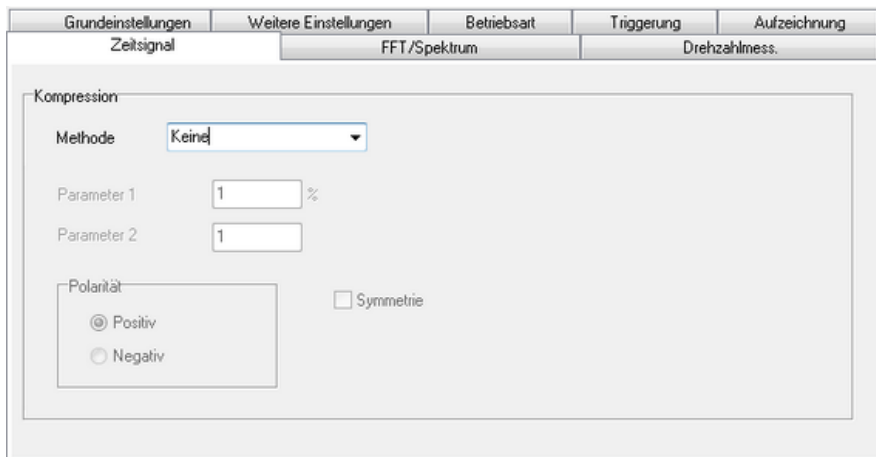 Grundeinstellungen Weitere Einstellungen Betriebsart Triggerung Aufzeichnung
Zeitsignal FFT/Spektrum Drehzahlmess.
Kompression
Methode Keine
Parameter 1 1 %
Parameter 2 1
Polarität
Symmetrie
Positiv
Negativ